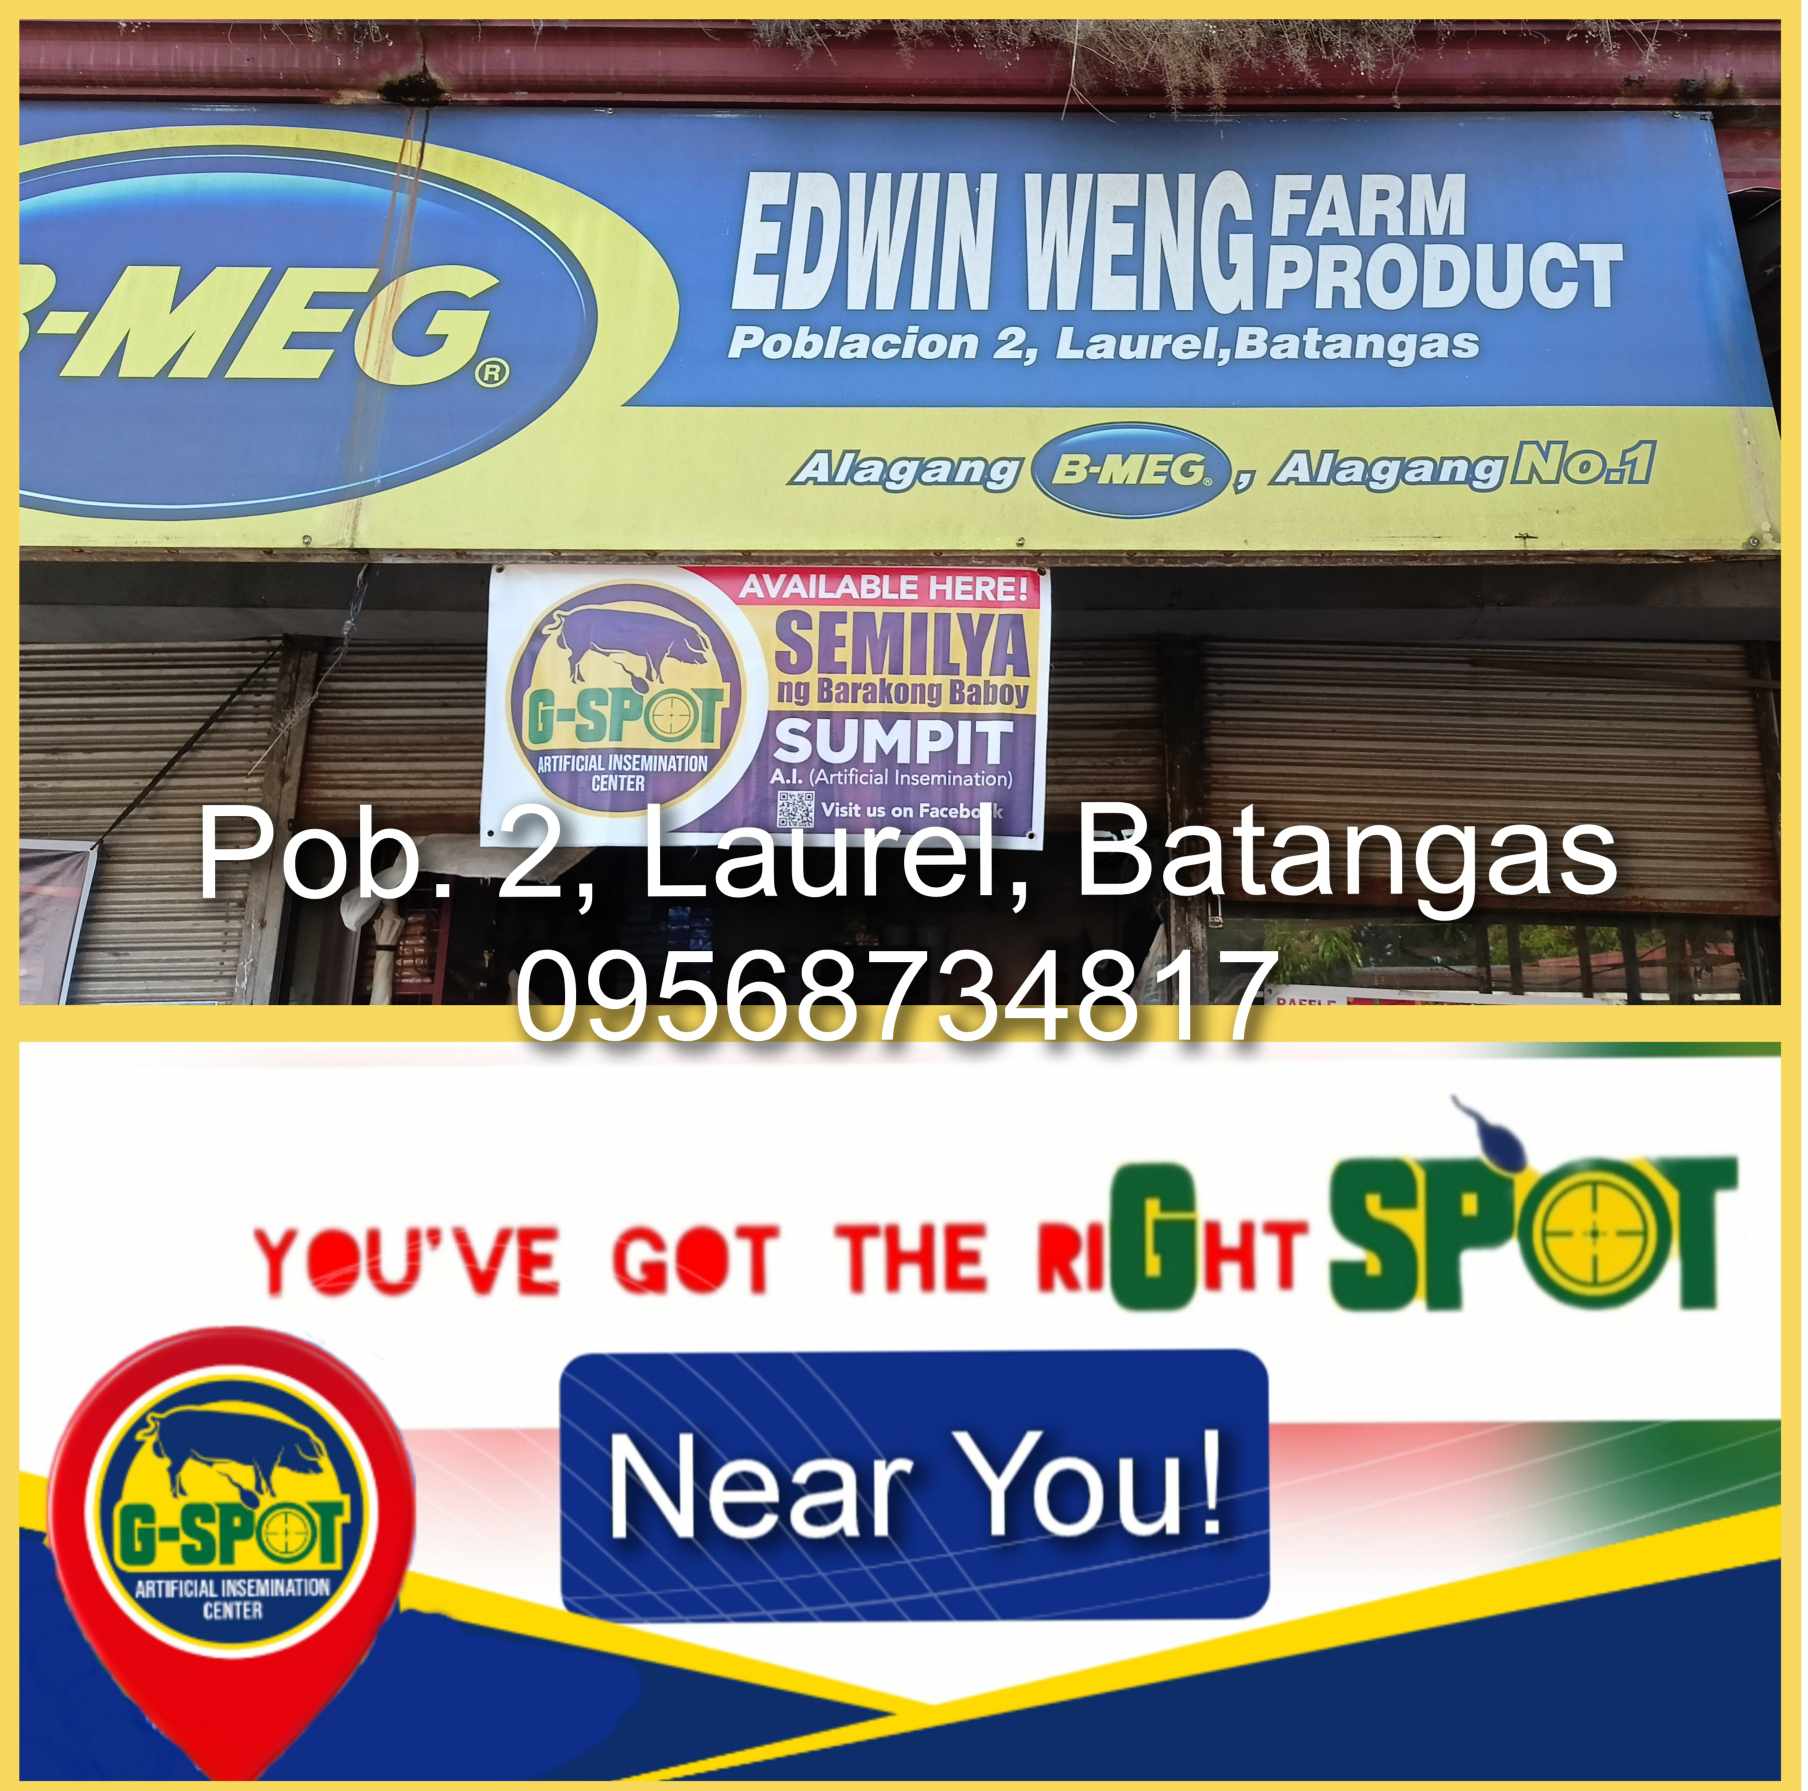 B-MEG®
EDWIN WENG FARM PRODUCT
Poblacion 2, Laurel,Batangas
Alagang B-MEG®, Alagang No.1
AVAILABLE HERE!
SEMILYA
ng Barakong Baboy
SUMPIT
A.I. (Artificial Insemination)
Visit us on Facebook
G-SPOT
ARTIFICIAL INSEMINATION
CENTER
Pob. 2, Laurel, Batangas
09568734817
RAFFLE
YOU'VE GOT THE RIGHT SPOT
Near You!
G-SPOT
ARTIFICIAL INSEMINATION
CENTER